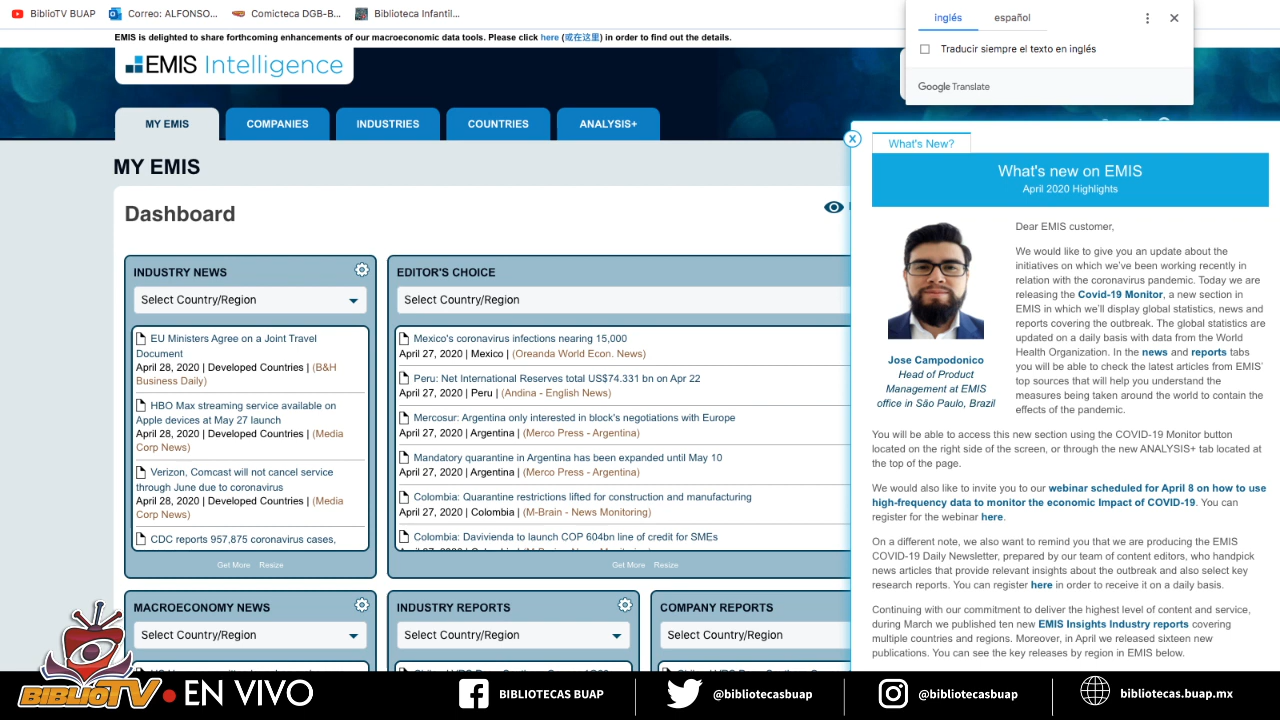 BiblioTV BUAP
Correo: ALFONSO...
Comicteca DGB-B...
Biblioteca Infantil...
inglés
español
Traducir siempre el texto en inglés
Google Translate
EMIS is delighted to share forthcoming enhancements of our macroeconomic data tools. Please click here (或在这里) in order to find out the details.
EMIS Intelligence
MY EMIS
COMPANIES
INDUSTRIES
COUNTRIES
ANALYSIS+
MY EMIS
Dashboard
INDUSTRY NEWS
Select Country/Region
EU Ministers Agree on a Joint Travel
Document
April 28, 2020 | Developed Countries | (B&H
Business Daily)
HBO Max streaming service available on
Apple devices at May 27 launch
April 28, 2020 | Developed Countries | (Media
Corp News)
Verizon, Comcast will not cancel service
through June due to coronavirus
April 28, 2020 | Developed Countries | (Media
Corp News)
CDC reports 957,875 coronavirus cases,
Get More Resize
EDITOR'S CHOICE
Select Country/Region
Mexico's coronavirus infections nearing 15,000
April 27, 2020 | Mexico | (Oreanda World Econ. News)
Peru: Net International Reserves total US$74.331 bn on Apr 22
April 27, 2020 | Peru | (Andina - English News)
Mercosur: Argentina only interested in block's negotiations with Europe
April 27, 2020 | Argentina | (Merco Press - Argentina)
Mandatory quarantine in Argentina has been expanded until May 10
April 27, 2020 | Argentina | (Merco Press - Argentina)
Colombia: Quarantine restrictions lifted for construction and manufacturing
April 27, 2020 | Colombia | (M-Brain - News Monitoring)
Colombia: Davivienda to launch COP 604bn line of credit for SMEs
Get More Resize
MACROECONOMY NEWS
Select Country/Region
INDUSTRY REPORTS
Select Country/Region
COMPANY REPORTS
Select Country/Region
X
What's New?
What's new on EMIS
April 2020 Highlights
Jose Campodonico
Head of Product
Management at EMIS
office in São Paulo, Brazil
Dear EMIS customer,
We would like to give you an update about the
initiatives on which we've been working recently in
relation with the coronavirus pandemic. Today we are
releasing the Covid-19 Monitor, a new section in
EMIS in which we'll display global statistics, news and
reports covering the outbreak. The global statistics are
updated on a daily basis with data from the World
Health Organization. In the news and reports tabs
you will be able to check the latest articles from EMIS'
top sources that will help you understand the
measures being taken around the world to contain the
effects of the pandemic.
You will be able to access this new section using the COVID-19 Monitor button
located on the right side of the screen, or through the new ANALYSIS+ tab located at
the top of the page.
We would also like to invite you to our webinar scheduled for April 8 on how to use
high-frequency data to monitor the economic Impact of COVID-19. You can
register for the webinar here.
On a different note, we also want to remind you that we are producing the EMIS
COVID-19 Daily Newsletter, prepared by our team of content editors, who handpick
news articles that provide relevant insights about the outbreak and also select key
research reports. You can register here in order to receive it on a daily basis.
Continuing with our commitment to deliver the highest level of content and service,
during March we published ten new EMIS Insights Industry reports covering
multiple countries and regions. Moreover, in April we released sixteen new
publications. You can see the key releases by region in EMIS below.
BIBLIOTV
EN VIVO
BIBLIOTECAS BUAP
@bibliotecasbuap
@bibliotecasbuap
bibliotecas.buap.mx